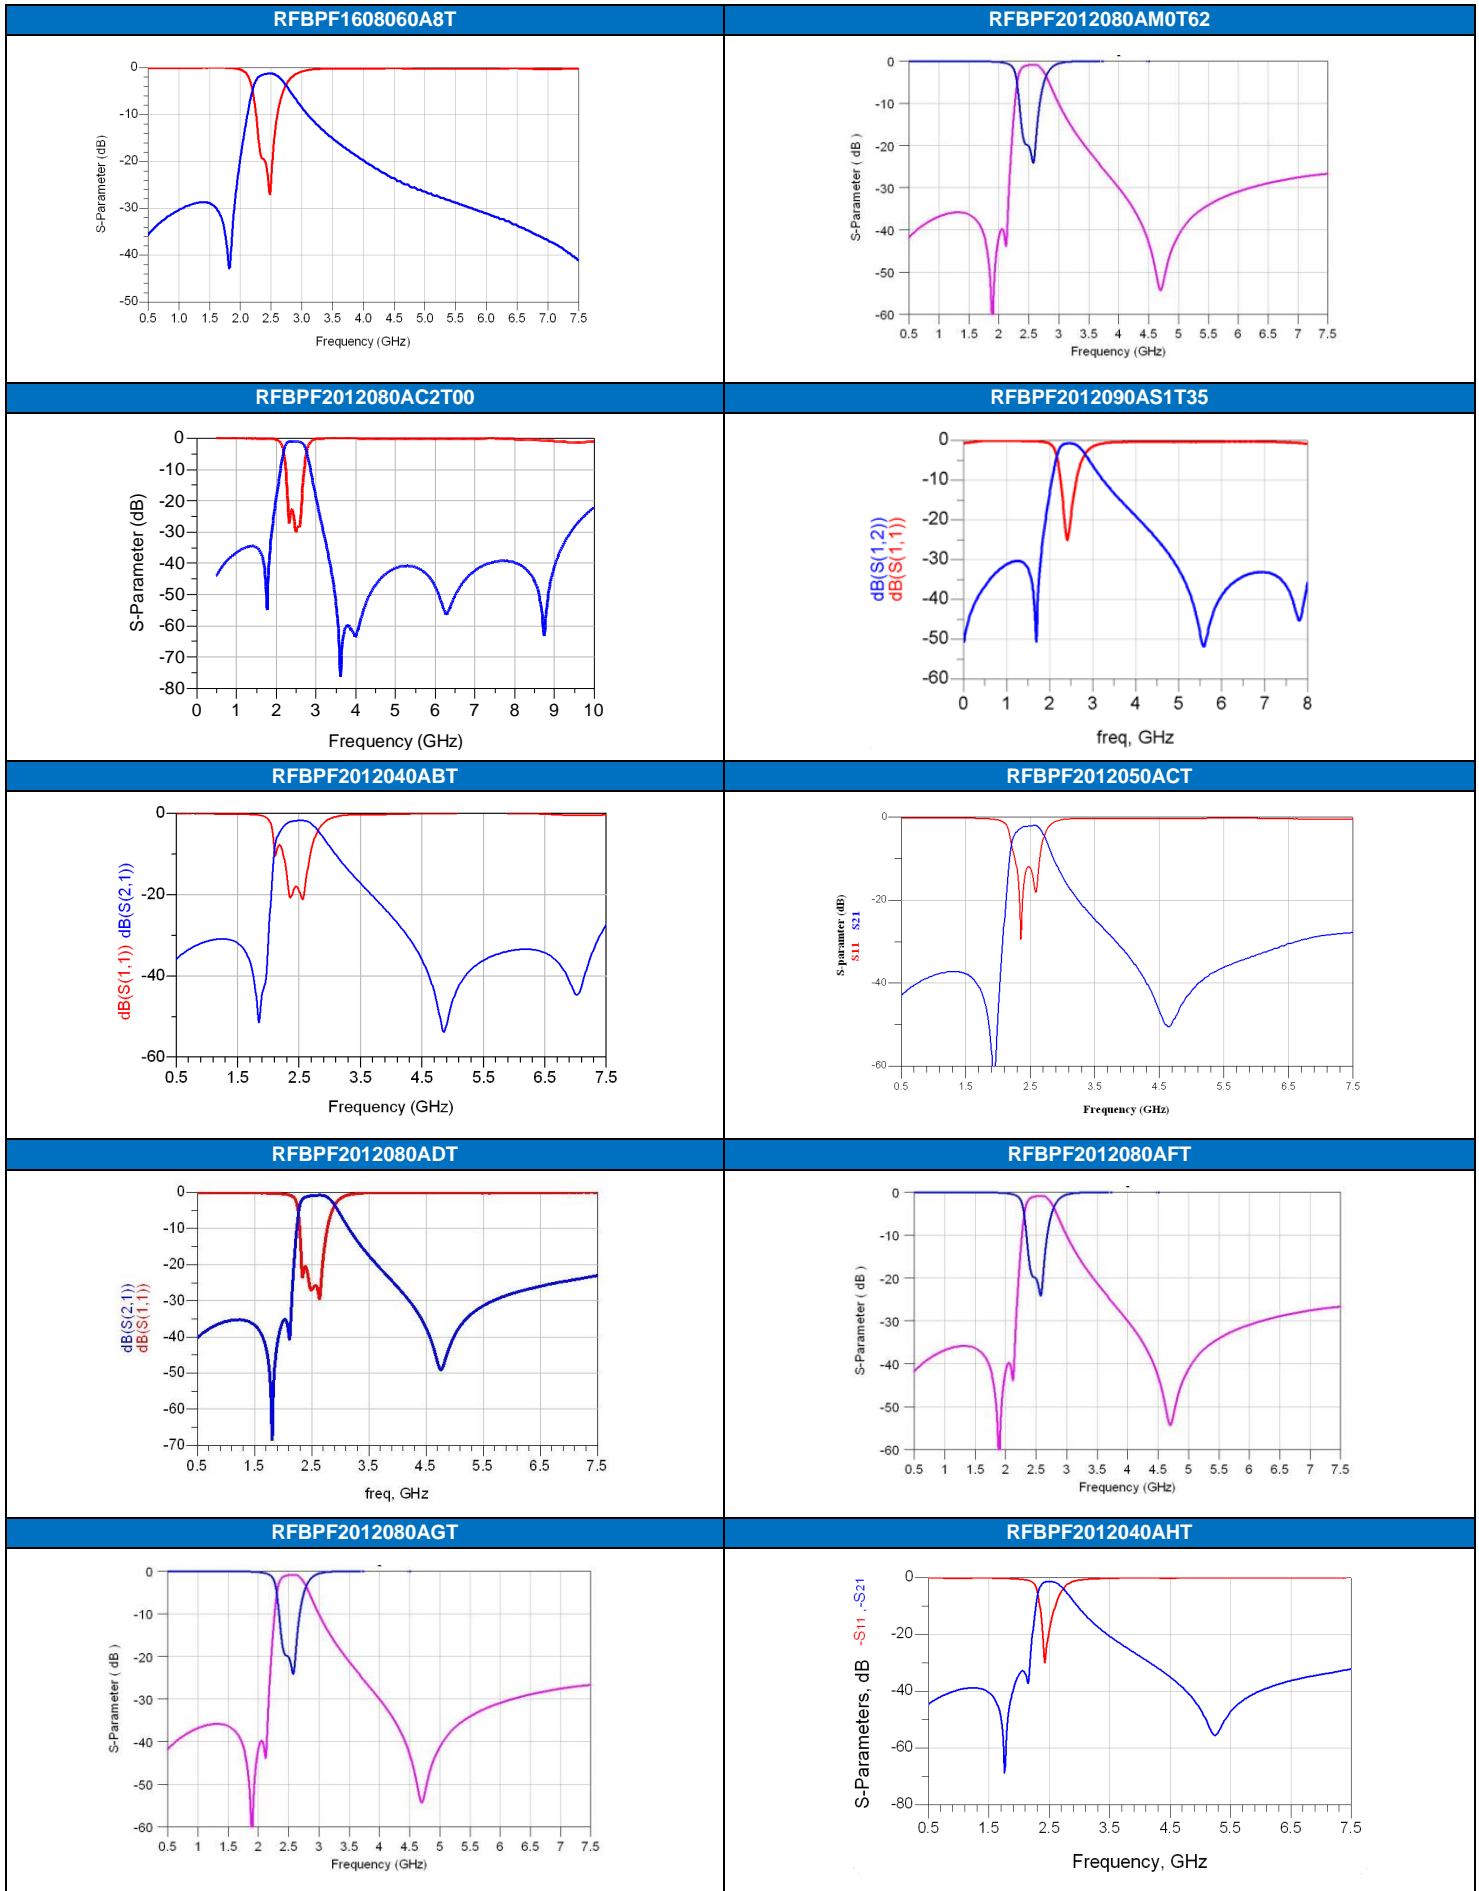 RFBPF1608060A8T
RFBPF2012080AM0T62
0
-10
-20
-30
-40
-50
S-Parameter (dB)
0.5 1.0 1.5 2.0 2.5 3.0 3.5 4.0 4.5 5.0 5.5 6.0 6.5 7.0 7.5
Frequency (GHz)
0
-10
-20
-30
-40
-50
-60
S-Parameter ( dB )
0.5 1 1.5 2 2.5 3 3.5 4 4.5 5 5.5 6 6.5 7 7.5
Frequency (GHz)
RFBPF2012080AC2T00
RFBPF2012090AS1T35
0
-10
-20
-30
-40
-50
-60
-70
-80
S-Parameter (dB)
0 1 2 3 4 5 6 7 8 9 10
Frequency (GHz)
0
-10
-20
-30
-40
-50
-60
dB(S(1,2))
dB(S(1,1))
0 1 2 3 4 5 6 7 8
freq, GHz
RFBPF2012040ABT
RFBPF2012050ACT
0
-20
-40
-60
dB(S(1,1)) dB(S(2,1))
0.5 1.5 2.5 3.5 4.5 5.5 6.5 7.5
Frequency (GHz)
0
-20
-40
-60
S-paramter (dB)
S11 S21
0.5 1.5 2.5 3.5 4.5 5.5 6.5 7.5
Frequency (GHz)
RFBPF2012080ADT
RFBPF2012080AFT
0
-10
-20
-30
-40
-50
-60
-70
dB(S(2,1))
dB(S(1,1))
0.5 1.5 2.5 3.5 4.5 5.5 6.5 7.5
freq, GHz
0
-10
-20
-30
-40
-50
-60
S-Parameter ( dB )
0.5 1 1.5 2 2.5 3 3.5 4 4.5 5 5.5 6 6.5 7 7.5
Frequency (GHz)
RFBPF2012080AGT
RFBPF2012040AHT
0
-10
-20
-30
-40
-50
-60
S-Parameter ( dB )
0.5 1 1.5 2 2.5 3 3.5 4 4.5 5 5.5 6 6.5 7 7.5
Frequency (GHz)
0
-20
-40
-60
-80
S-Parameters, dB -S11 ,-S21
0.5 1.5 2.5 3.5 4.5 5.5 6.5 7.5
Frequency, GHz